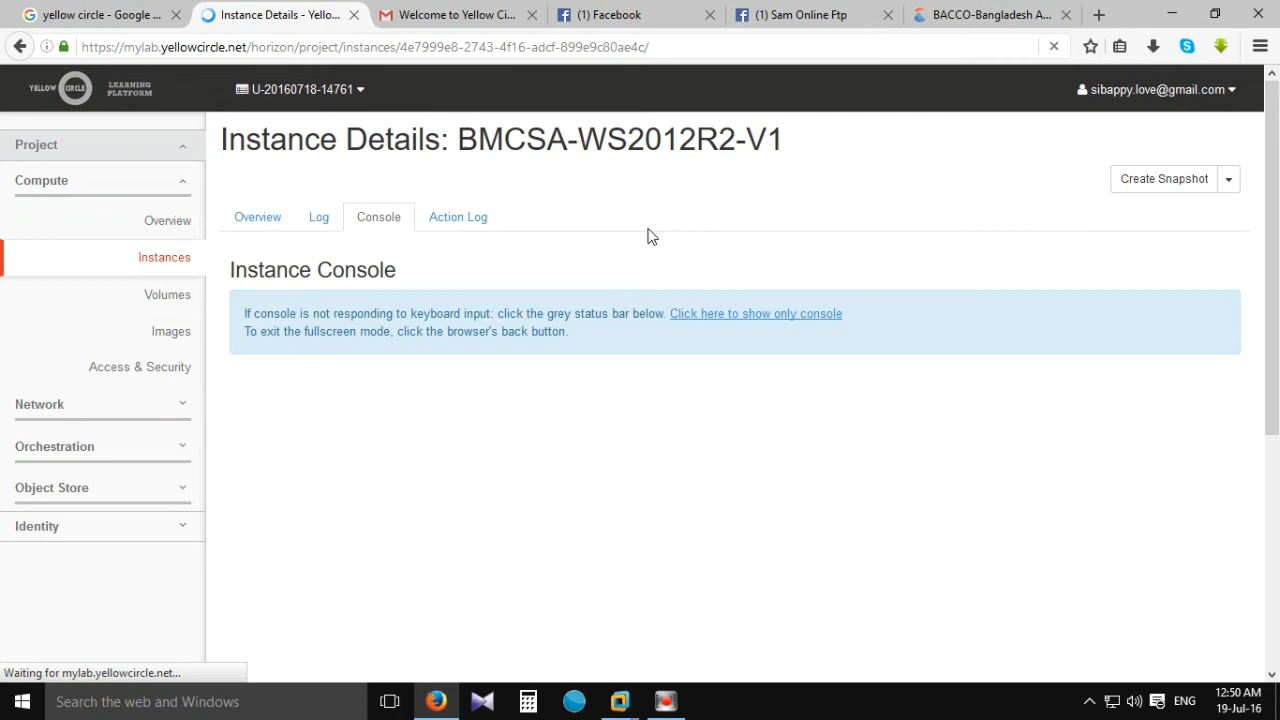 yellow circle - Google ...
Instance Details - Yello...
Welcome to Yellow Ci...
(1) Facebook
(1) Sam Online Ftp
BACCO-Bangladesh A...
https://mylab.yellowcircle.net/horizon/project/instances/4e7999e8-2743-4f16-adcf-899e9c80ae4c/
YELLOW CIRCLE
LEARNING
PLATFORM
U-20160718-14761
sibappy.love@gmail.com
Project
Compute
Overview
Instances
Volumes
Images
Access & Security
Network
Orchestration
Object Store
Identity
Instance Details: BMCSA-WS2012R2-V1
Create Snapshot
Overview
Log
Console
Action Log
Instance Console
If console is not responding to keyboard input: click the grey status bar below. Click here to show only console
To exit the fullscreen mode, click the browser's back button.
Waiting for mylab.yellowcircle.net...
Search the web and Windows
ENG
12:50 AM
19-Jul-16